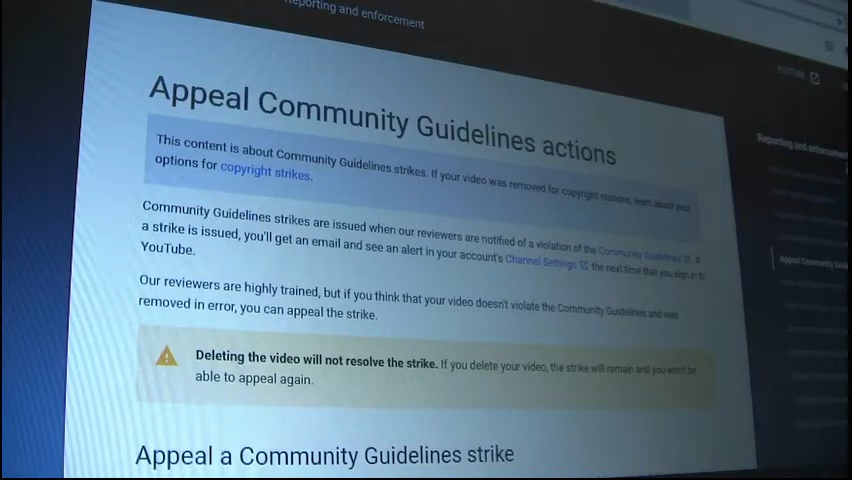 Reporting and enforcement
Appeal Community Guidelines actions
This content is about Community Guidelines strikes. If your video was removed for copyright reasons, learn about your
options for copyright strikes.
Community Guidelines strikes are issued when our reviewers are notified of a violation of the Community Guidelines. If
a strike is issued, you'll get an email and see an alert in your account's Channel Settings the next time that you sign in to
YouTube.
Our reviewers are highly trained, but if you think that your video doesn't violate the Community Guidelines and was
removed in error, you can appeal the strike.
Deleting the video will not resolve the strike. If you delete your video, the strike will remain and you won't be
able to appeal again.
Appeal a Community Guidelines strike
Reporting and enforcement
Appeal Community